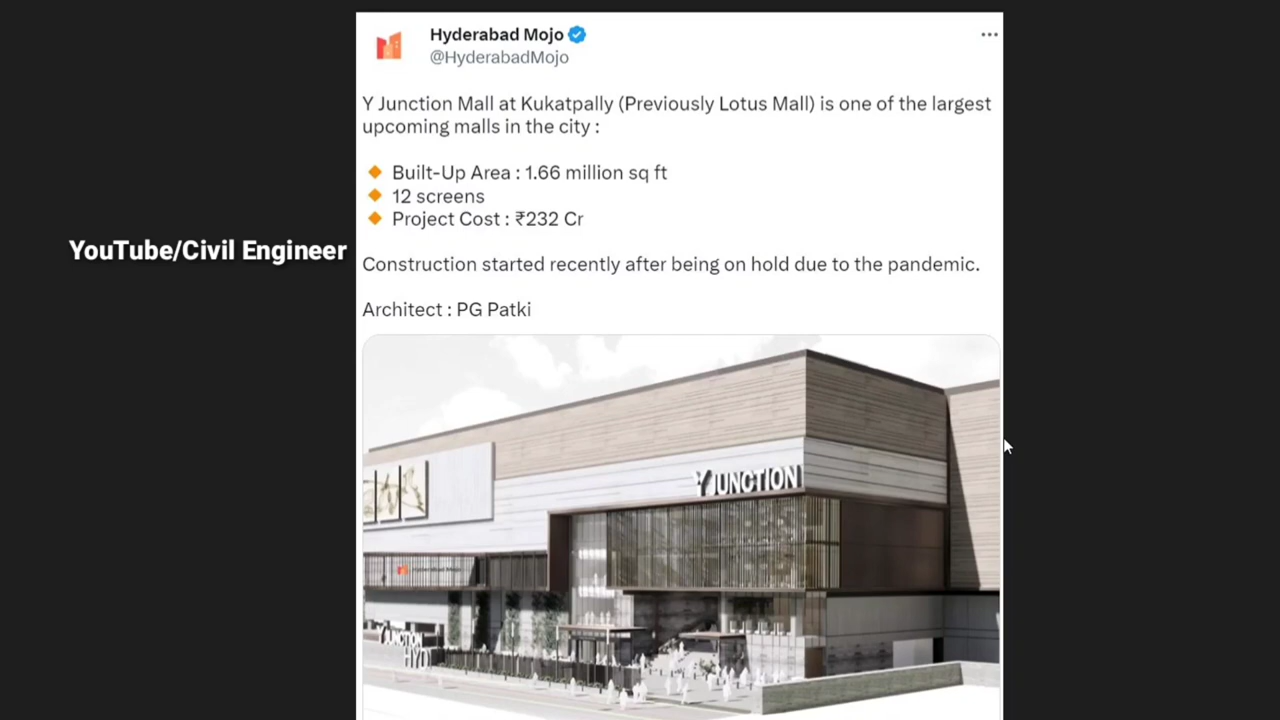 Hyderabad Mojo
@HyderabadMojo
Y Junction Mall at Kukatpally (Previously Lotus Mall) is one of the largest
upcoming malls in the city :
🔸 Built-Up Area : 1.66 million sq ft
🔸 12 screens
🔸 Project Cost : ₹232 Cr
YouTube/Civil Engineer
Construction started recently after being on hold due to the pandemic.
Architect : PG Patki
Y JUNCTION
Y JUNCTION
HYD